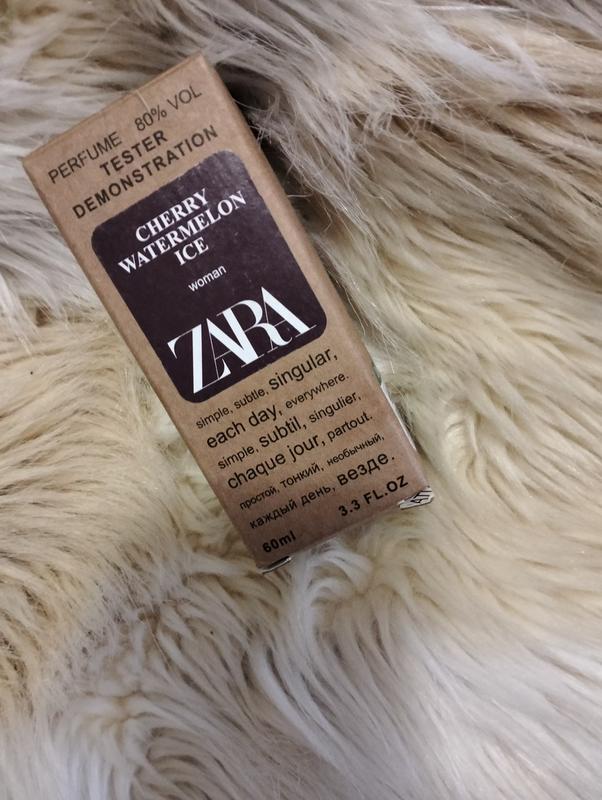 PERFUME 80% VOL
TESTER
DEMONSTRATION
CHERRY
WATERMELON
ICE
woman
ZARA
simple, subtle, singular,
each day, everywhere.
simple, subtil, singulier,
chaque jour, partout.
простой, тонкий, необычный,
каждый день, везде.
60ml 3.3 FL.OZ